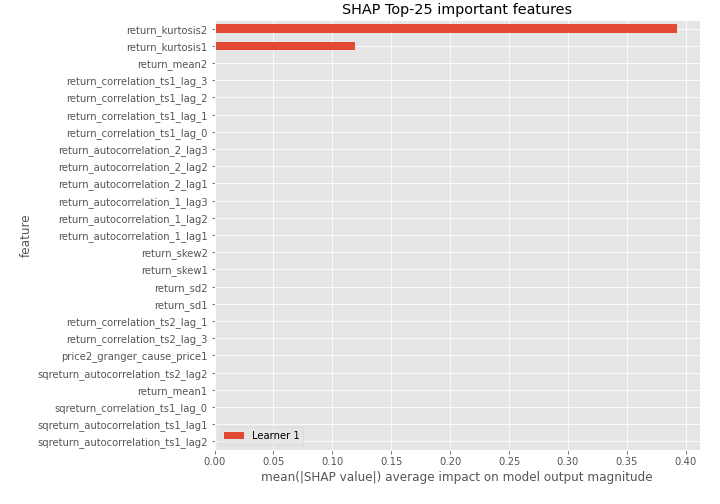 SHAP Top-25 important features
return_kurtosis2
return_kurtosis1
return_mean2
return_correlation_ts1_lag_3
return_correlation_ts1_lag_2
return_correlation_ts1_lag_1
return_correlation_ts1_lag_0
return_autocorrelation_2_lag3
return_autocorrelation_2_lag2
return_autocorrelation_2_lag1
return_autocorrelation_1_lag3
return_autocorrelation_1_lag2
return_autocorrelation_1_lag1
return_skew2
return_skew1
return_sd2
return_sd1
return_correlation_ts2_lag_1
return_correlation_ts2_lag_3
price2_granger_cause_price1
sqreturn_autocorrelation_ts2_lag2
return_mean1
sqreturn_correlation_ts1_lag_0
sqreturn_autocorrelation_ts1_lag1
sqreturn_autocorrelation_ts1_lag2
feature
Learner 1
0.00 0.05 0.10 0.15 0.20 0.25 0.30 0.35 0.40
mean(|SHAP value|) average impact on model output magnitude